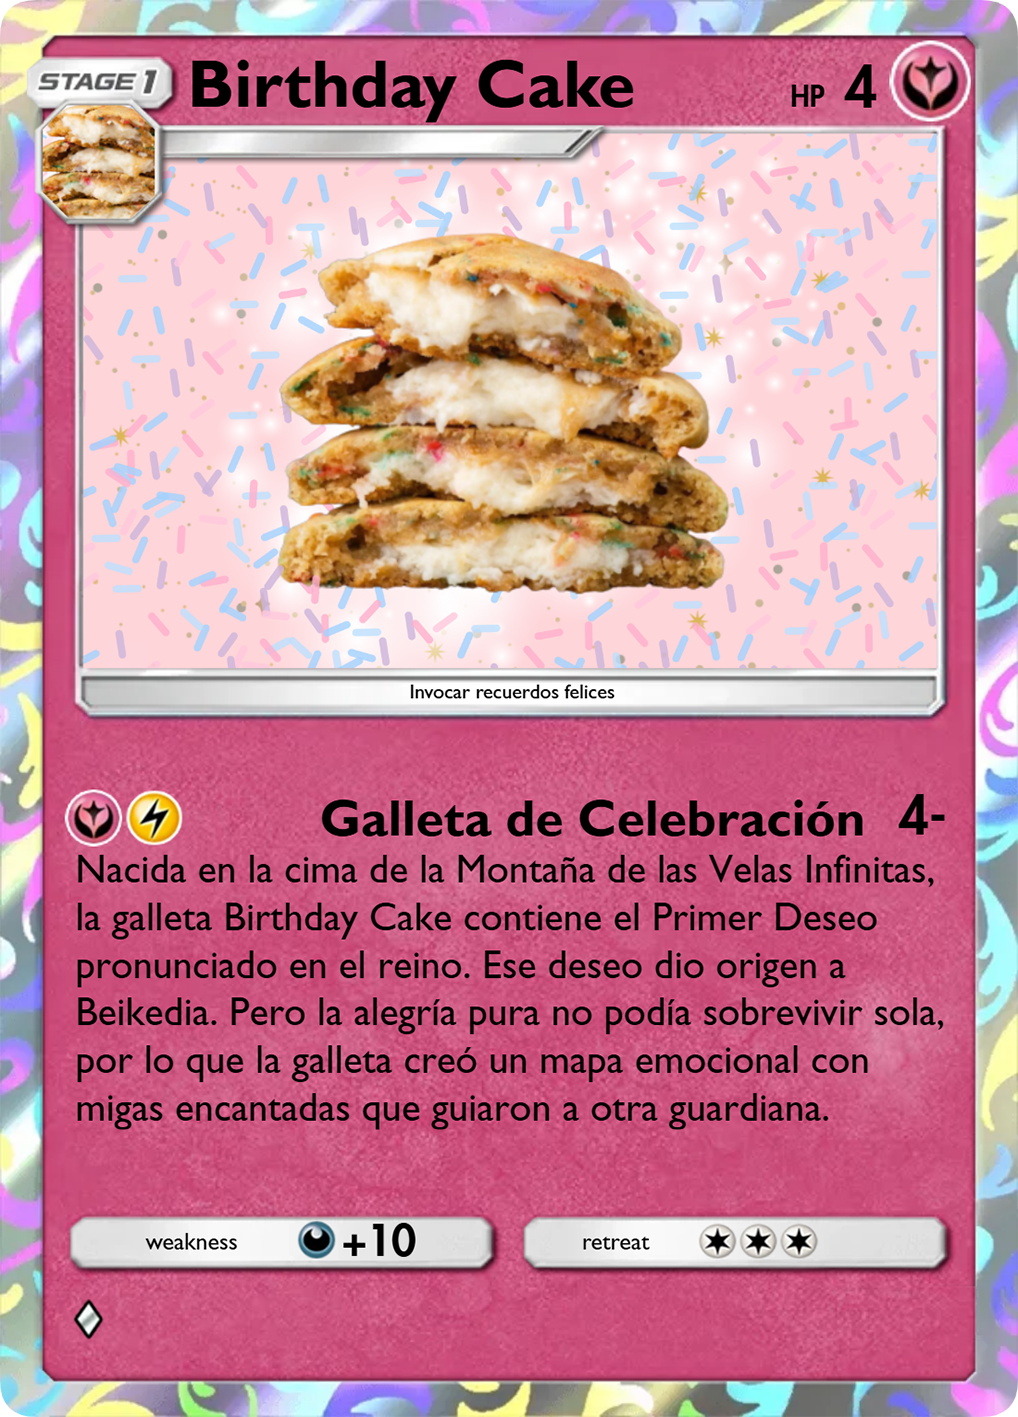 STAGE 1
Birthday Cake
HP 4
Invocar recuerdos felices
Galleta de Celebración 4-
Nacida en la cima de la Montaña de las Velas Infinitas,
la galleta Birthday Cake contiene el Primer Deseo
pronunciado en el reino. Ese deseo dio origen a
Beikedia. Pero la alegría pura no podía sobrevivir sola,
por lo que la galleta creó un mapa emocional con
migas encantadas que guiaron a otra guardiana.
weakness +10
retreat